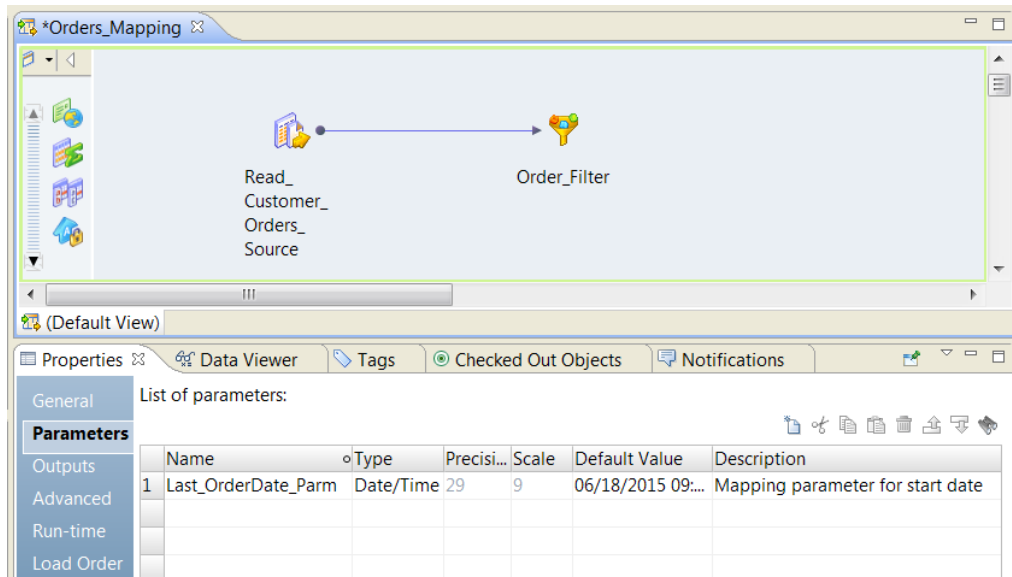 *Orders_Mapping
Read_
Customer_
Orders_
Source
Order_Filter
(Default View)
Properties Data Viewer Tags Checked Out Objects Notifications
General
Parameters
Outputs
Advanced
Run-time
Load Order
List of parameters:
Name Type Precisi... Scale Default Value Description
1 Last_OrderDate_Parm Date/Time 29 9 06/18/2015 09:... Mapping parameter for start date